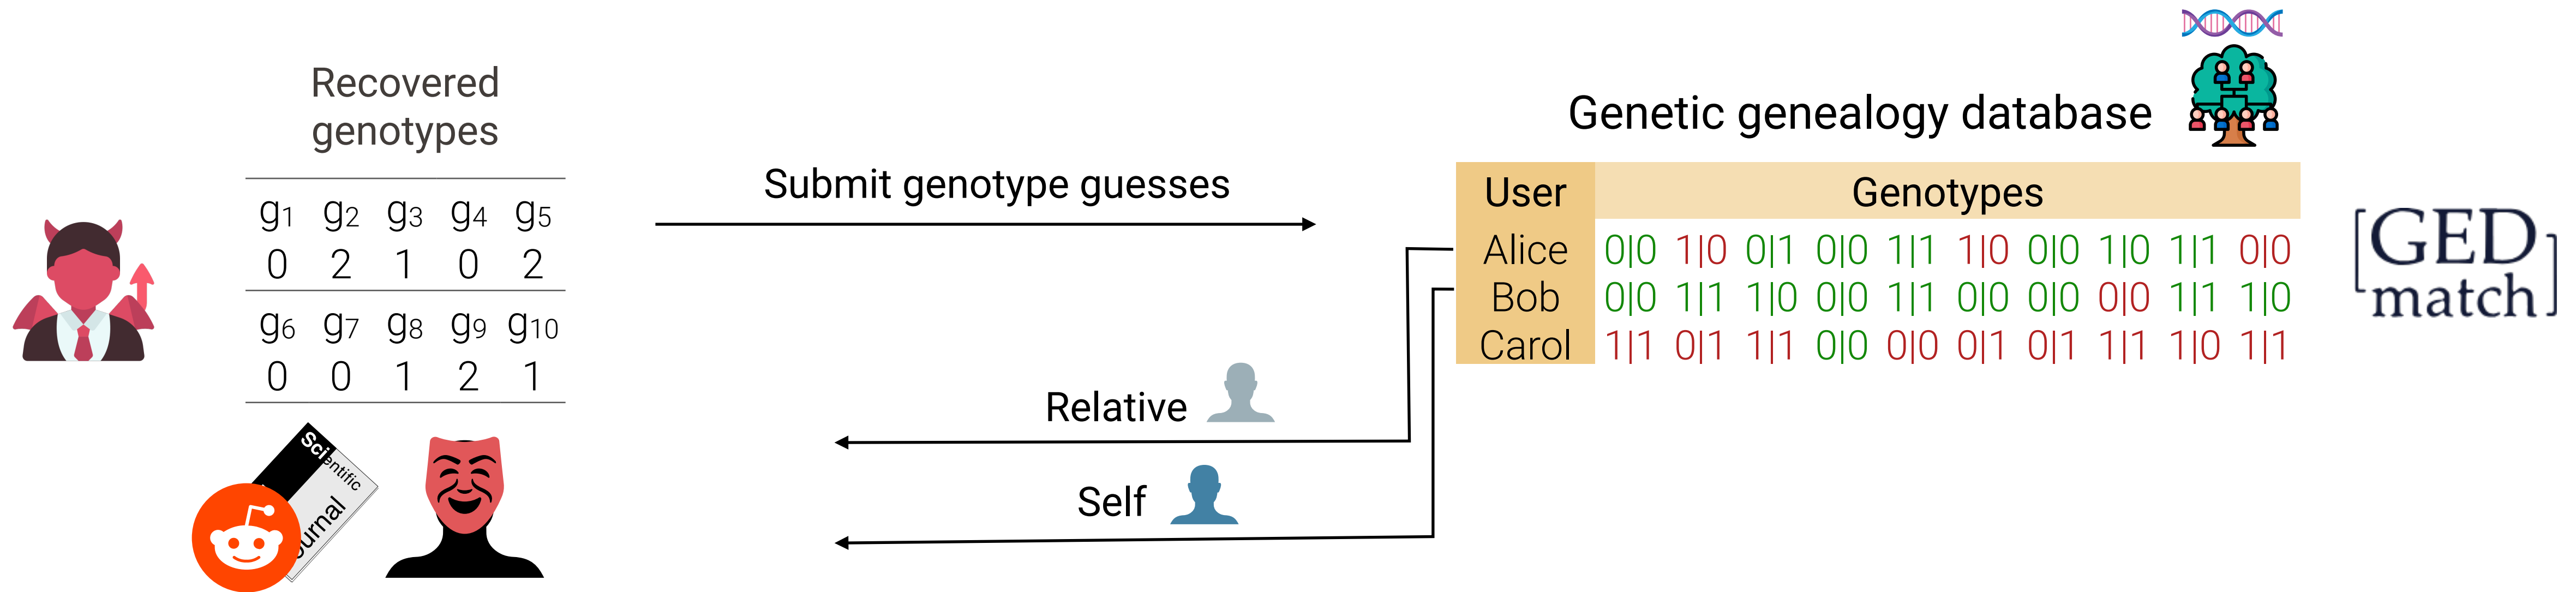 Recovered
genotypes
g1 g2 g3 g4 g5
0 2 1 0 2
g6 g7 g8 g9 g10
0 0 1 2 1
Scientific
Submit genotype guesses
Relative
Self
Genetic genealogy database
User Genotypes
Alice 0|0 1|0 0|1 0|0 1|1 1|0 0|0 1|0 1|1 0|0
Bob 0|0 1|1 1|0 0|0 1|1 0|0 0|0 0|0 1|1 1|0
Carol 1|1 0|1 1|1 0|0 0|0 0|1 0|1 1|1 1|0 1|1
[GED
match]